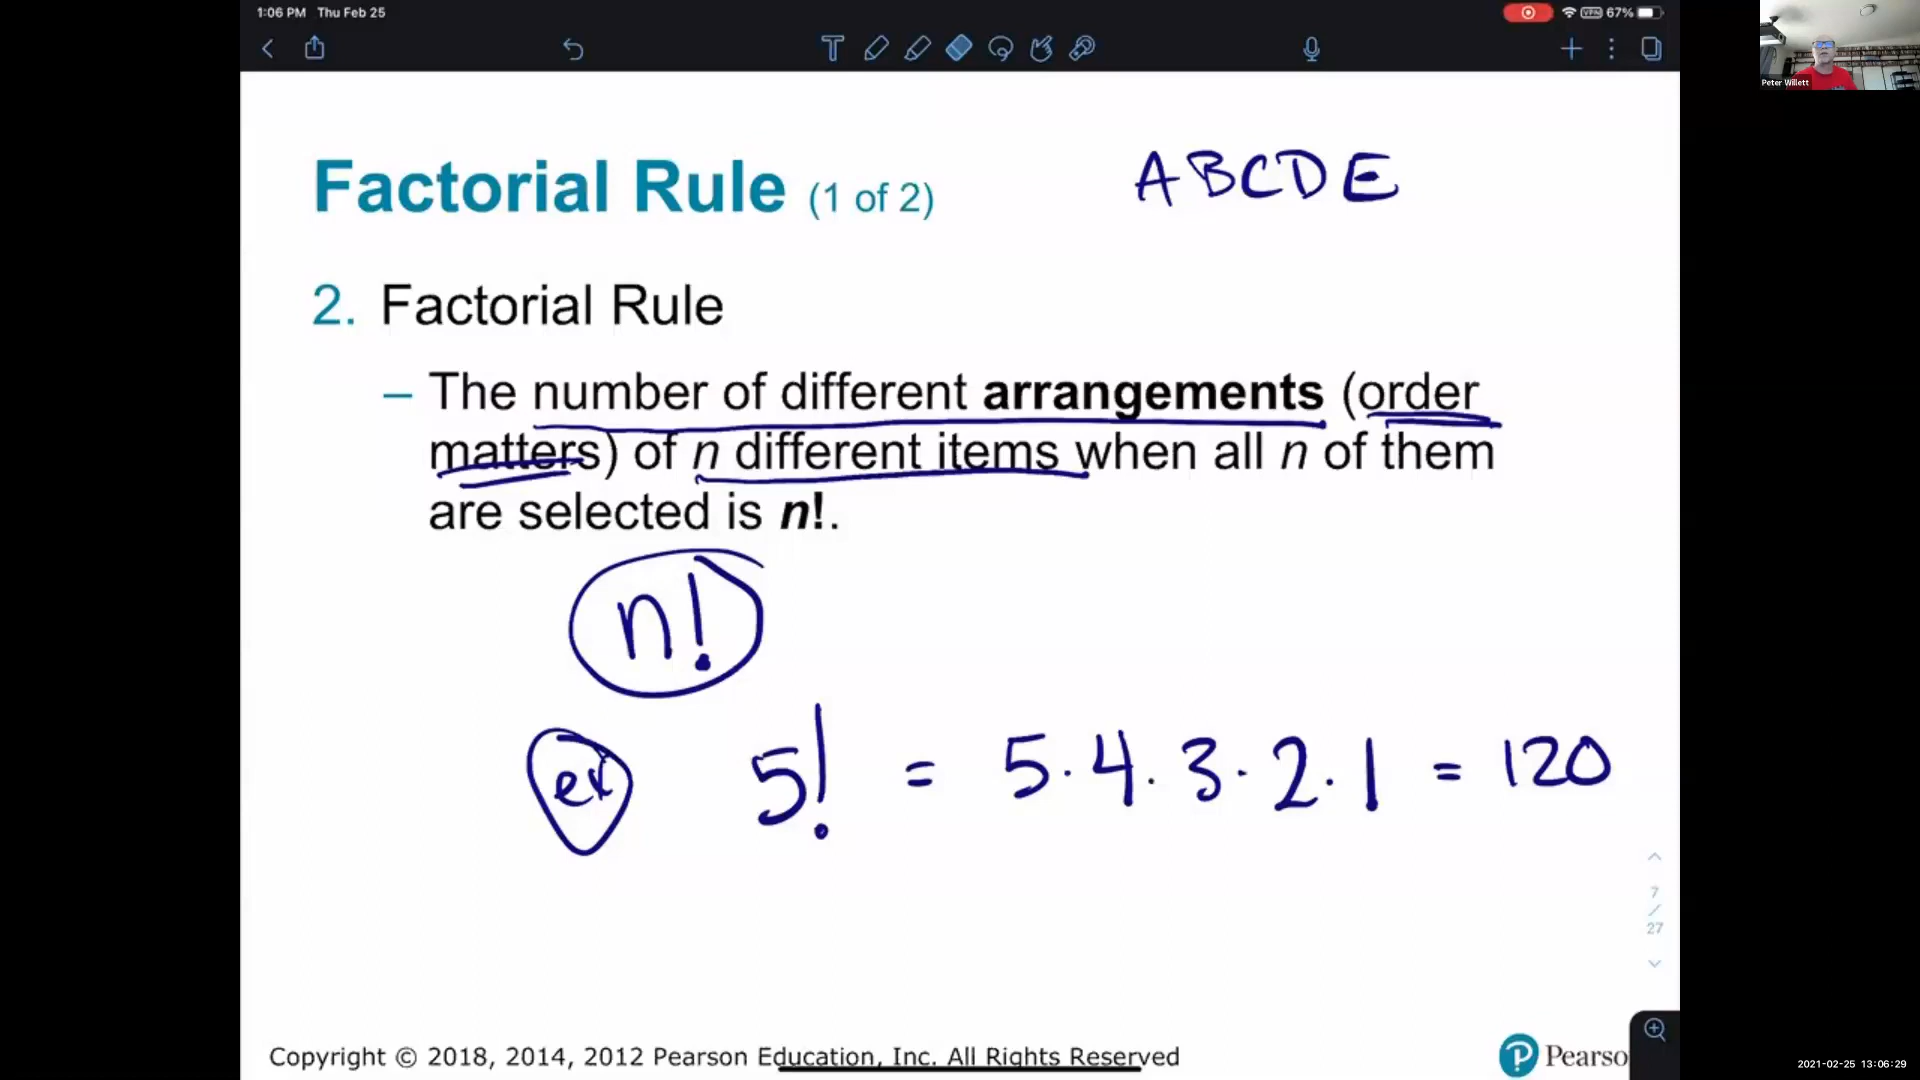 1:06 PM Thu Feb 25
VPN 67%
Peter Willett
Factorial Rule (1 of 2)
A B C D E
2. Factorial Rule
– The number of different arrangements (order
matters) of n different items when all n of them
are selected is n!.
n!
ex 5! = 5 · 4 · 3 · 2 · 1 = 120
7
/
27
Copyright © 2018, 2014, 2012 Pearson Education, Inc. All Rights Reserved
Pearso
2021-02-25 13:06:29